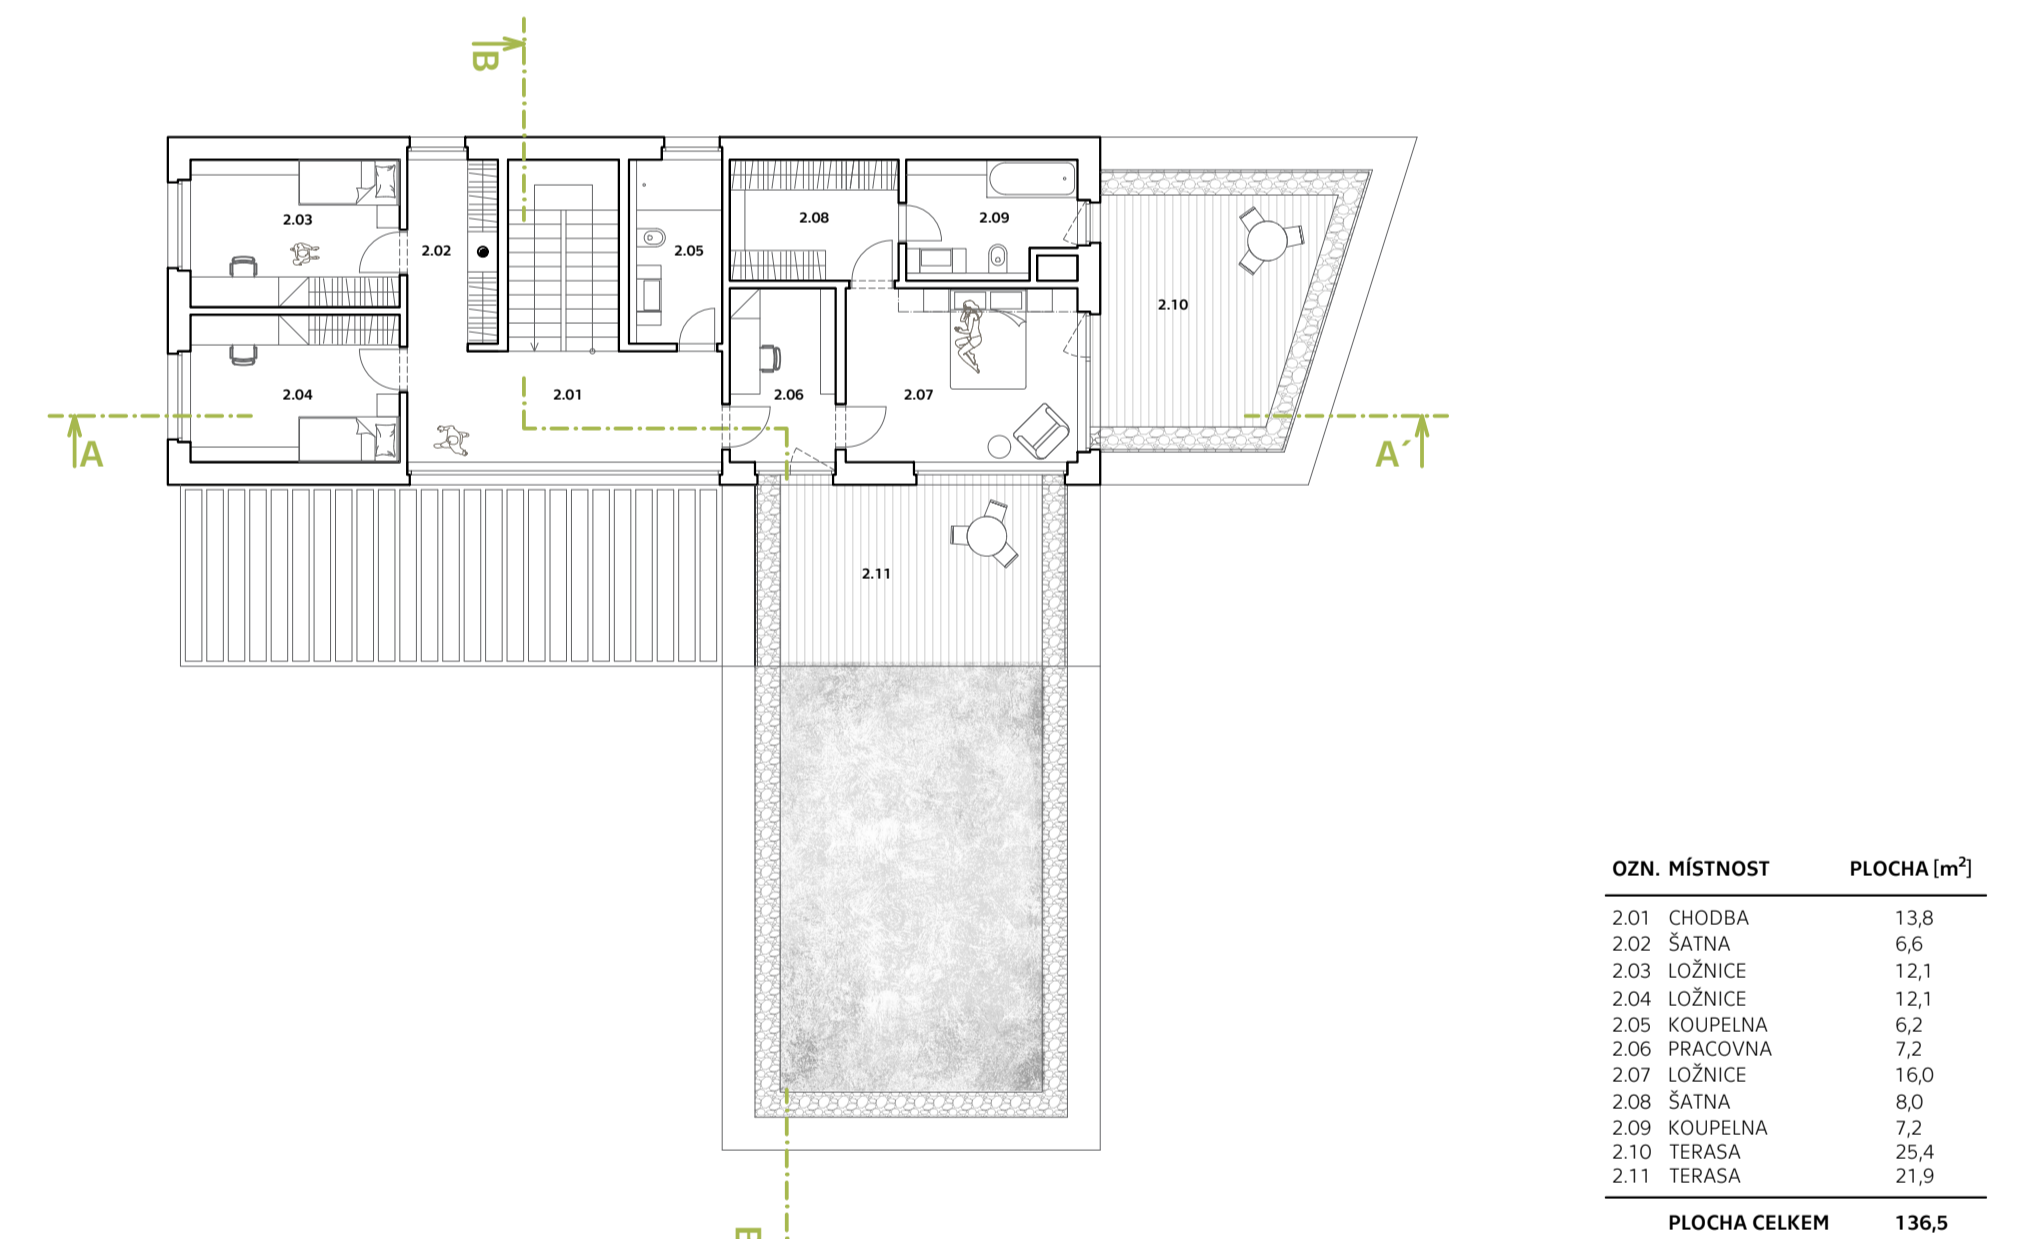 B
2.03
2.02
2.05
2.08
2.09
2.10
2.04
2.01
2.06
2.07
A
A´
2.11
OZN. MÍSTNOST PLOCHA [m²]
2.01 CHODBA 13,8
2.02 ŠATNA 6,6
2.03 LOŽNICE 12,1
2.04 LOŽNICE 12,1
2.05 KOUPELNA 6,2
2.06 PRACOVNA 7,2
2.07 LOŽNICE 16,0
2.08 ŠATNA 8,0
2.09 KOUPELNA 7,2
2.10 TERASA 25,4
2.11 TERASA 21,9
PLOCHA CELKEM 136,5